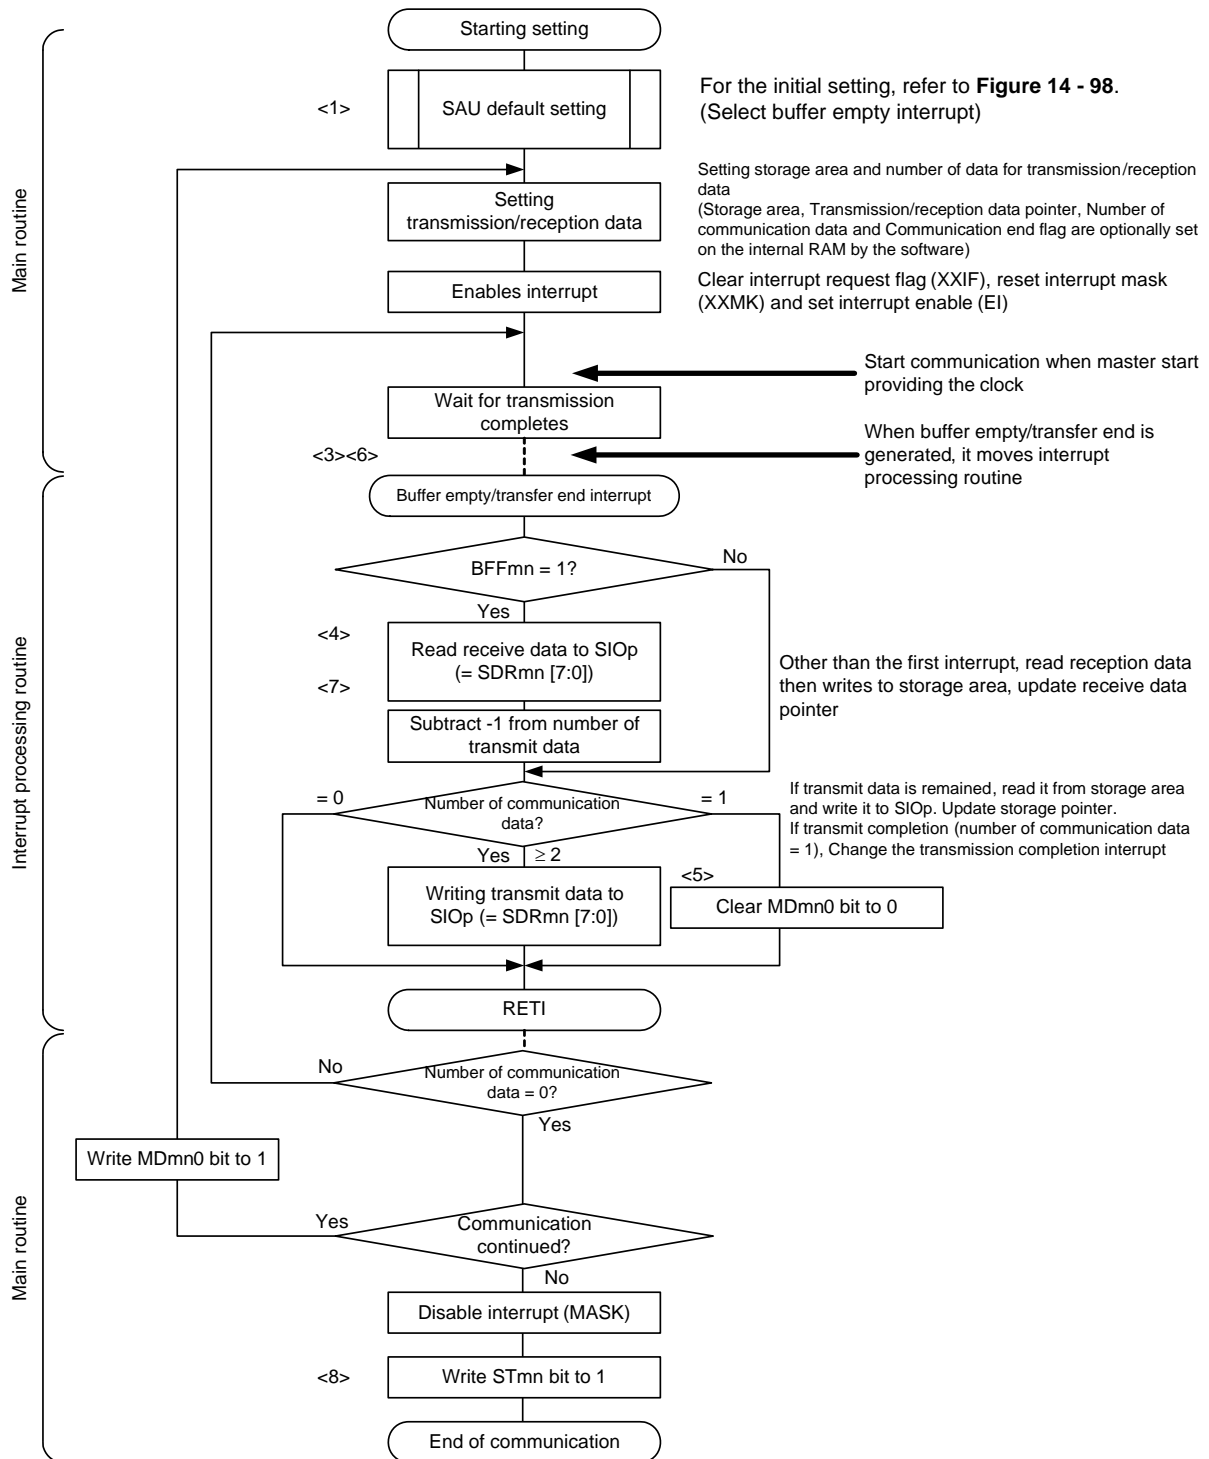 Starting setting
<1>
SAU default setting
For the initial setting, refer to Figure 14 - 98.
(Select buffer empty interrupt)
Main routine
Setting
transmission/reception data
Setting storage area and number of data for transmission/reception
data
(Storage area, Transmission/reception data pointer, Number of
communication data and Communication end flag are optionally set
on the internal RAM by the software)
Enables interrupt
Clear interrupt request flag (XXIF), reset interrupt mask
(XXMK) and set interrupt enable (EI)
Start communication when master start
providing the clock
Wait for transmission
completes
<3><6>
When buffer empty/transfer end is
generated, it moves interrupt
processing routine
Buffer empty/transfer end interrupt
Interrupt processing routine
BFFmn = 1?
No
Yes
<4>
<7>
Read receive data to SIOp
(= SDRmn [7:0])
Other than the first interrupt, read reception data
then writes to storage area, update receive data
pointer
Subtract -1 from number of
transmit data
= 0
Number of communication
data?
= 1
If transmit data is remained, read it from storage area
and write it to SIOp. Update storage pointer.
If transmit completion (number of communication data
= 1), Change the transmission completion interrupt
Yes ≥ 2
<5>
Writing transmit data to
SIOp (= SDRmn [7:0])
Clear MDmn0 bit to 0
RETI
Main routine
No
Number of communication
data = 0?
Yes
Write MDmn0 bit to 1
Yes
Communication
continued?
No
Disable interrupt (MASK)
<8>
Write STmn bit to 1
End of communication